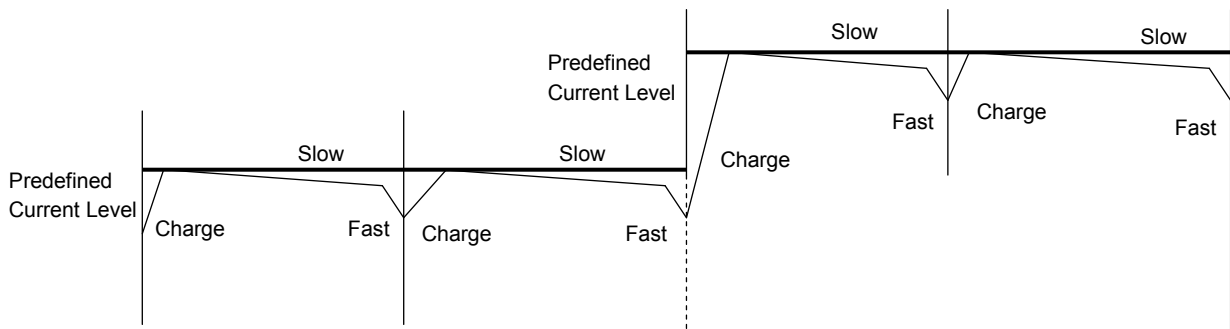 Slow
Slow
Predefined
Current Level
Fast
Charge
Fast
Charge
Slow
Slow
Predefined
Current Level
Charge
Fast
Charge
Fast